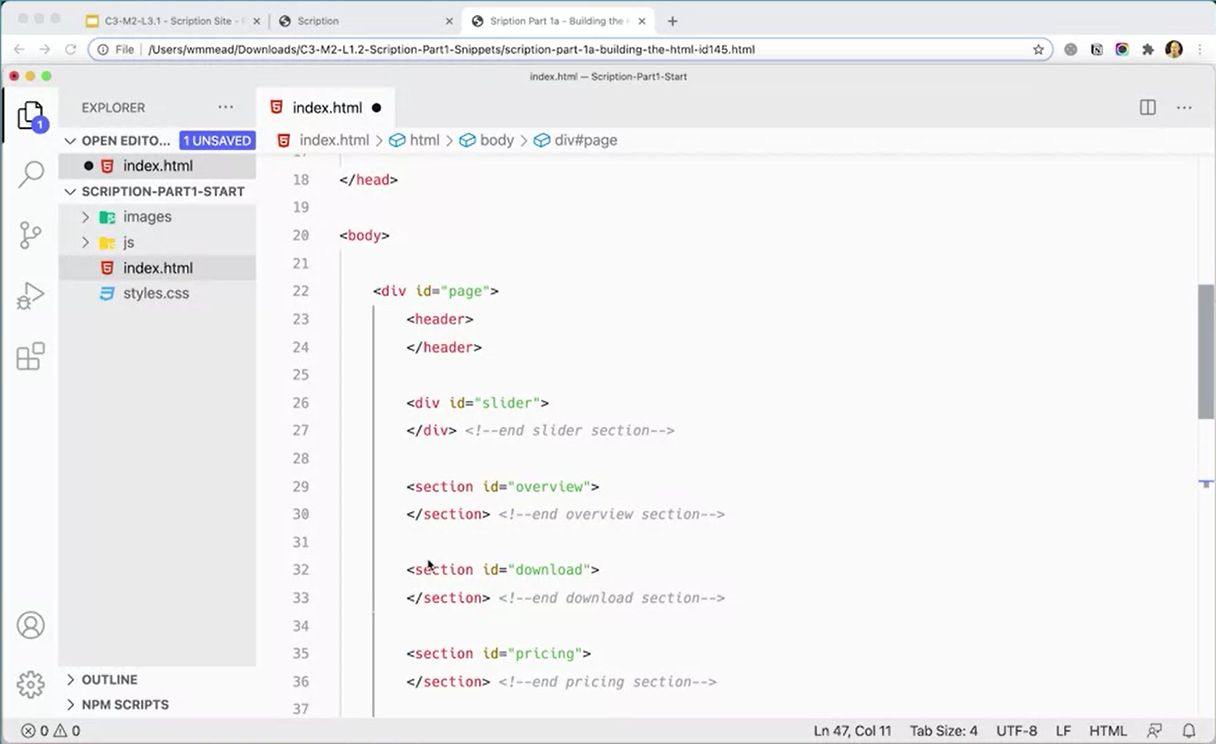 C3-M2-L3.1 - Scription Site -
Scription
Sription Part 1a - Building the
File
/Users/wmmead/Downloads/C3-M2-L1.2-Scription-Part1-Snippets/scription-part-1a-building-the-html-id145.html
index.html — Scription-Part1-Start
1
EXPLORER
OPEN EDITO...
1 UNSAVED
index.html
SCRIPTION-PART1-START
images
js
index.html
styles.css
OUTLINE
NPM SCRIPTS
index.html
index.html > html > body > div#page
17
18 </head>
19
20 <body>
21
22 <div id="page">
23 <header>
24 </header>
25
26 <div id="slider">
27 </div> <!--end slider section-->
28
29 <section id="overview">
30 </section> <!--end overview section-->
31
32 <section id="download">
33 </section> <!--end download section-->
34
35 <section id="pricing">
36 </section> <!--end pricing section-->
37
0 0
Ln 47, Col 11
Tab Size: 4
UTF-8
LF
HTML